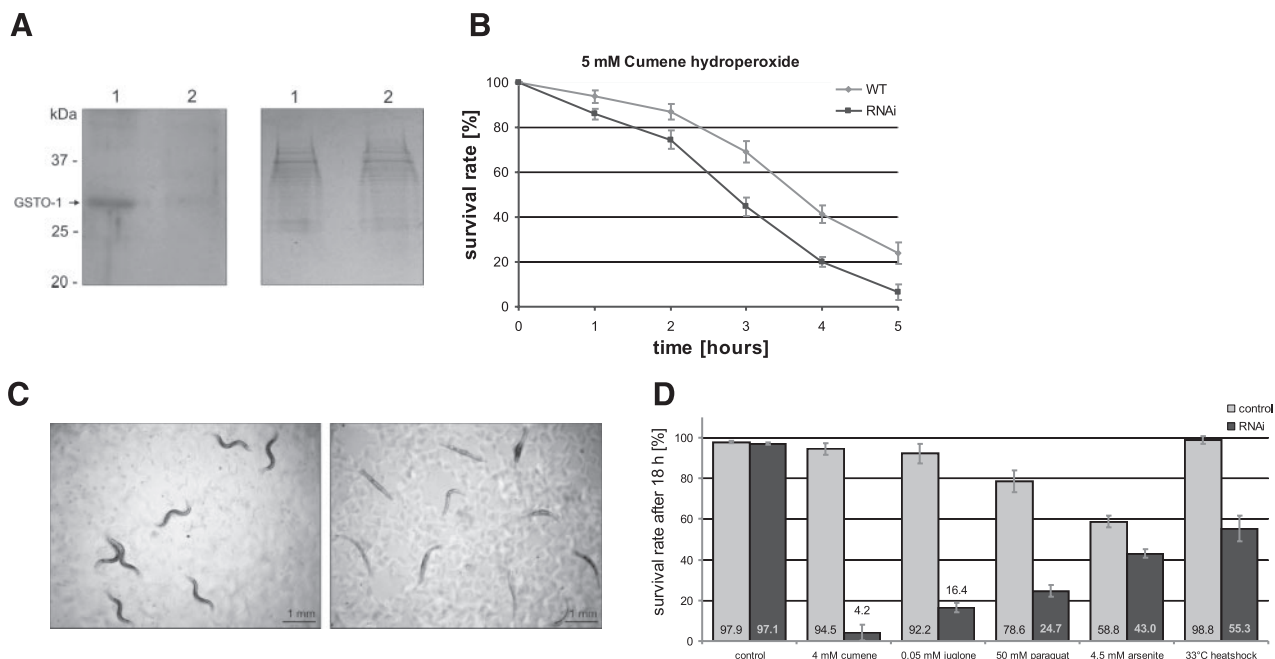 A
1 2
kDa
37 -
GSTO-1
25 -
20 -
1 2
B
5 mM Cumene hydroperoxide
WT
RNAi
survival rate [%]
100
80
60
40
20
0
0 1 2 3 4 5
time [hours]
C
1 mm
1 mm
D
control
RNAi
survival rate after 18 h [%]
100
80
60
40
20
0
4.2
16.4
97.9 97.1 94.5 92.2 78.6 24.7 58.8 43.0 98.8 55.3
control 4 mM cumene 0.05 mM juglone 50 mM paraquat 4.5 mM arsenite 33°C heatshock